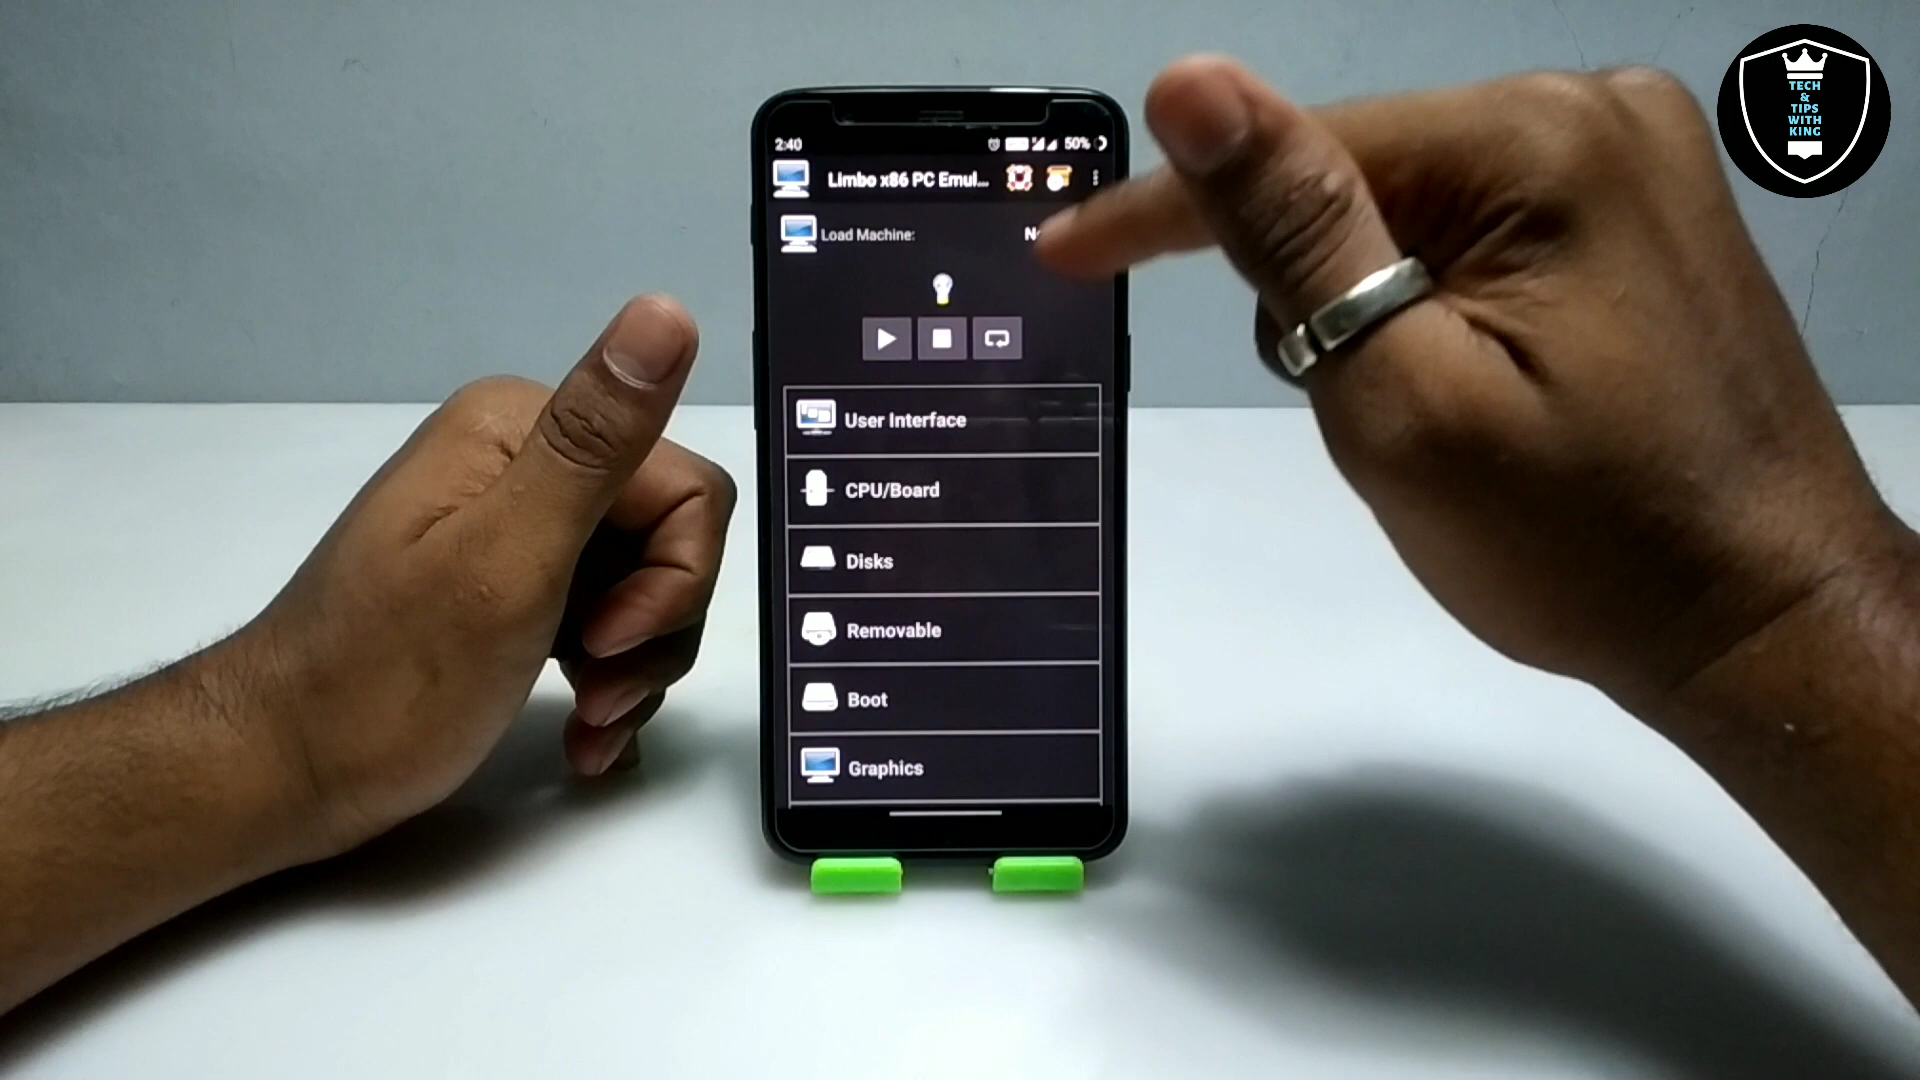 2:40
50%
Limbo x86 PC Emul...
Load Machine:
User Interface
CPU/Board
Disks
Removable
Boot
Graphics
TECH
&
TIPS
WITH
KING